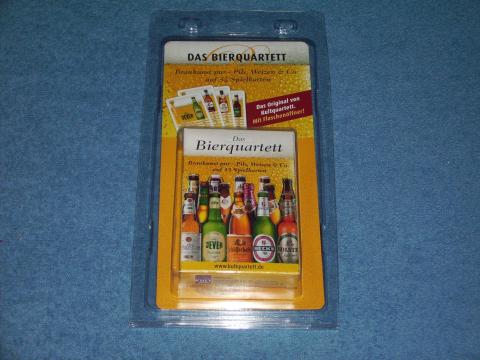 DAS BIERQUARTETT
Braukunst pur - Pils, Weizen & Co.
auf 32 Spielkarten
Das Original von
Kultquartett.
Mit Flaschenöffner!
Das
Bierquartett
Braukunst pur - Pils, Weizen & Co.
auf 32 Spielkarten
JEVER
BECK'S
www.kultquartett.de